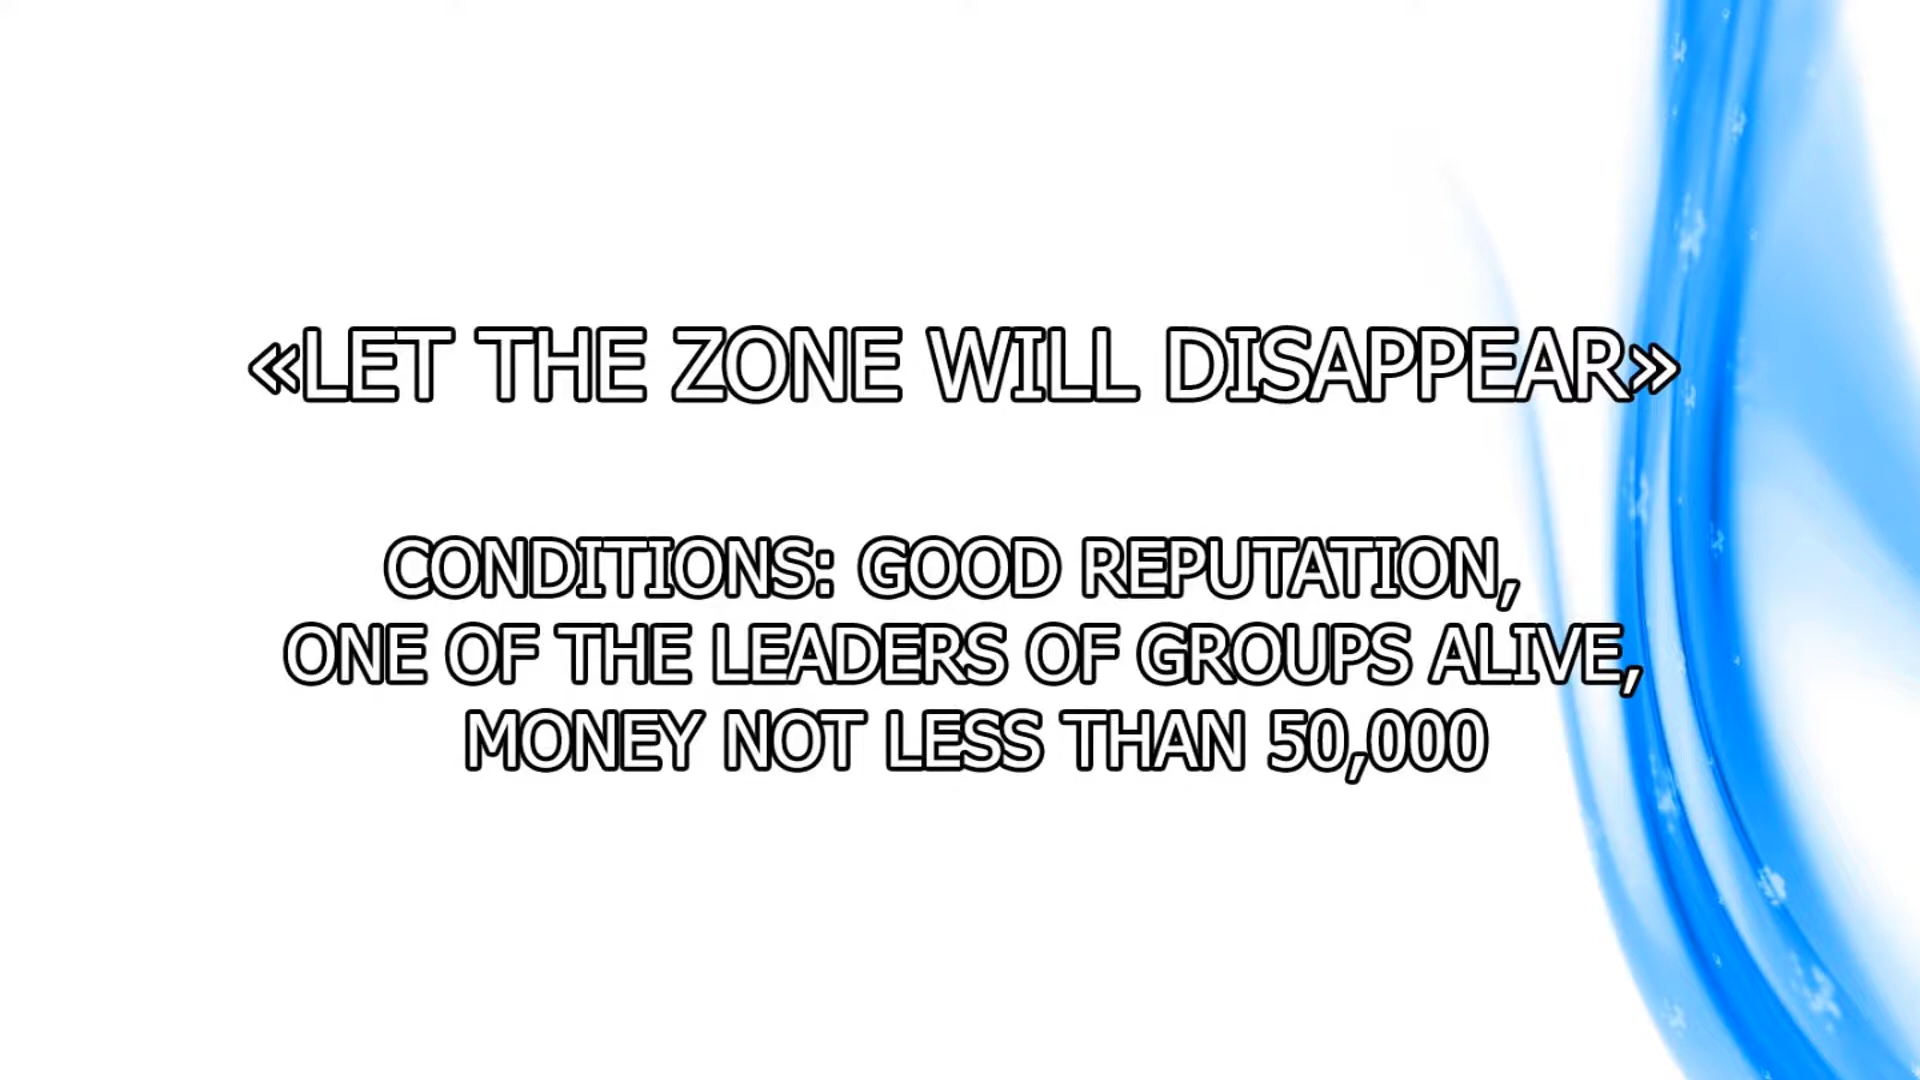 «LET THE ZONE WILL DISAPPEAR»
CONDITIONS: GOOD REPUTATION,
ONE OF THE LEADERS OF GROUPS ALIVE,
MONEY NOT LESS THAN 50,000